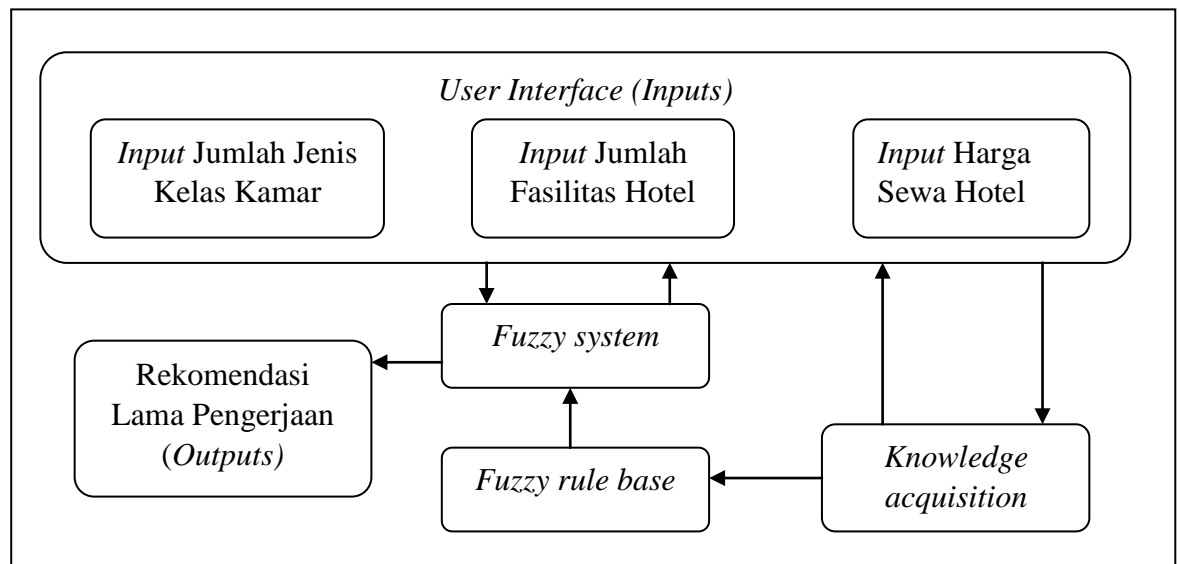 User Interface (Inputs)
Input Jumlah Jenis
Kelas Kamar
Input Jumlah
Fasilitas Hotel
Input Harga
Sewa Hotel
Fuzzy system
Rekomendasi
Lama Pengerjaan
(Outputs)
Fuzzy rule base
Knowledge
acquisition